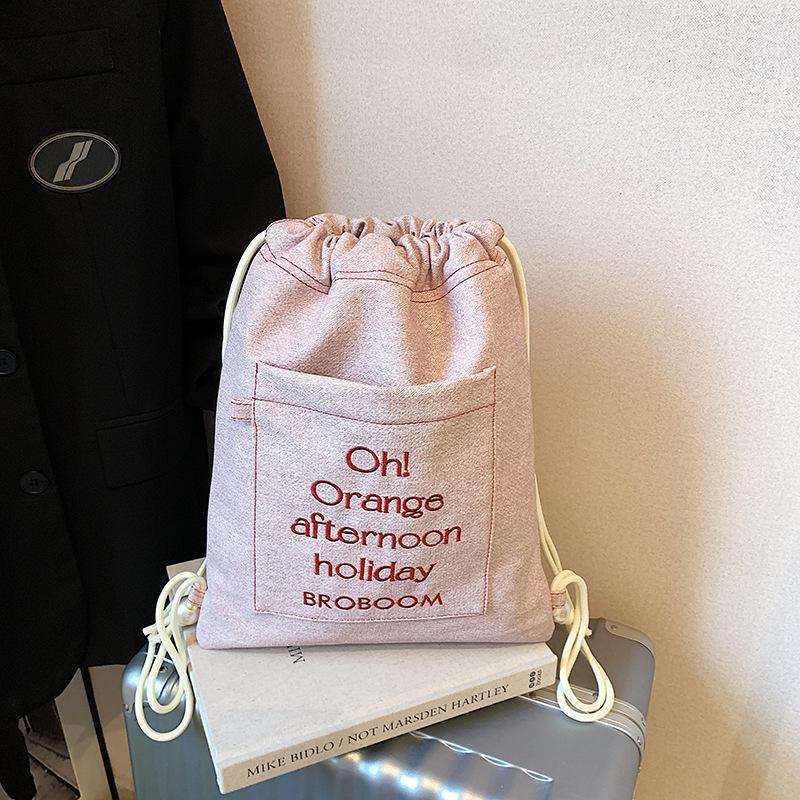 Oh!
Orange
afternoon
holiday
BROBOOM
MIKE BIDLO / NOT MARSDEN HARTLEY